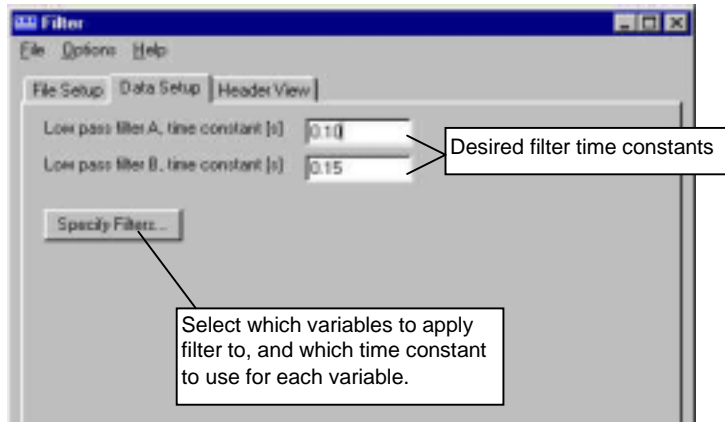 Filter
File Options Help
File Setup Data Setup Header View
Low pass filter A, time constant [s] 0.10
Desired filter time constants
Low pass filter B, time constant [s] 0.15
Specify Filters...
Select which variables to apply
filter to, and which time constant
to use for each variable.